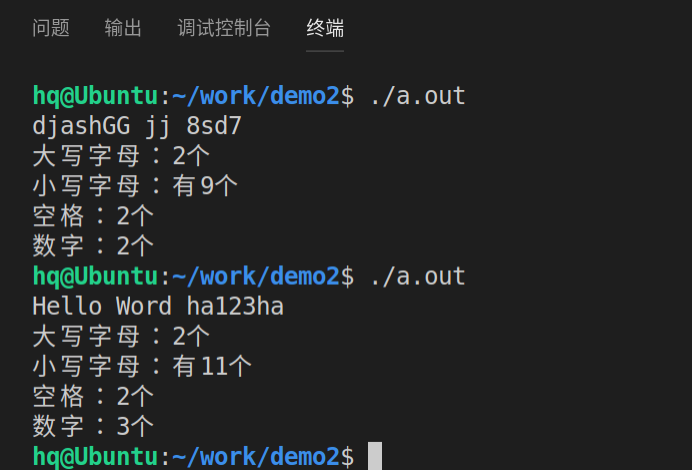 问题 输出 调试控制台 终端
hq@Ubuntu:~/work/demo2$ ./a.out
djashGG jj 8sd7
大写字母：2个
小写字母：有9个
空格：2个
数字：2个
hq@Ubuntu:~/work/demo2$ ./a.out
Hello Word ha123ha
大写字母：2个
小写字母：有11个
空格：2个
数字：3个
hq@Ubuntu:~/work/demo2$